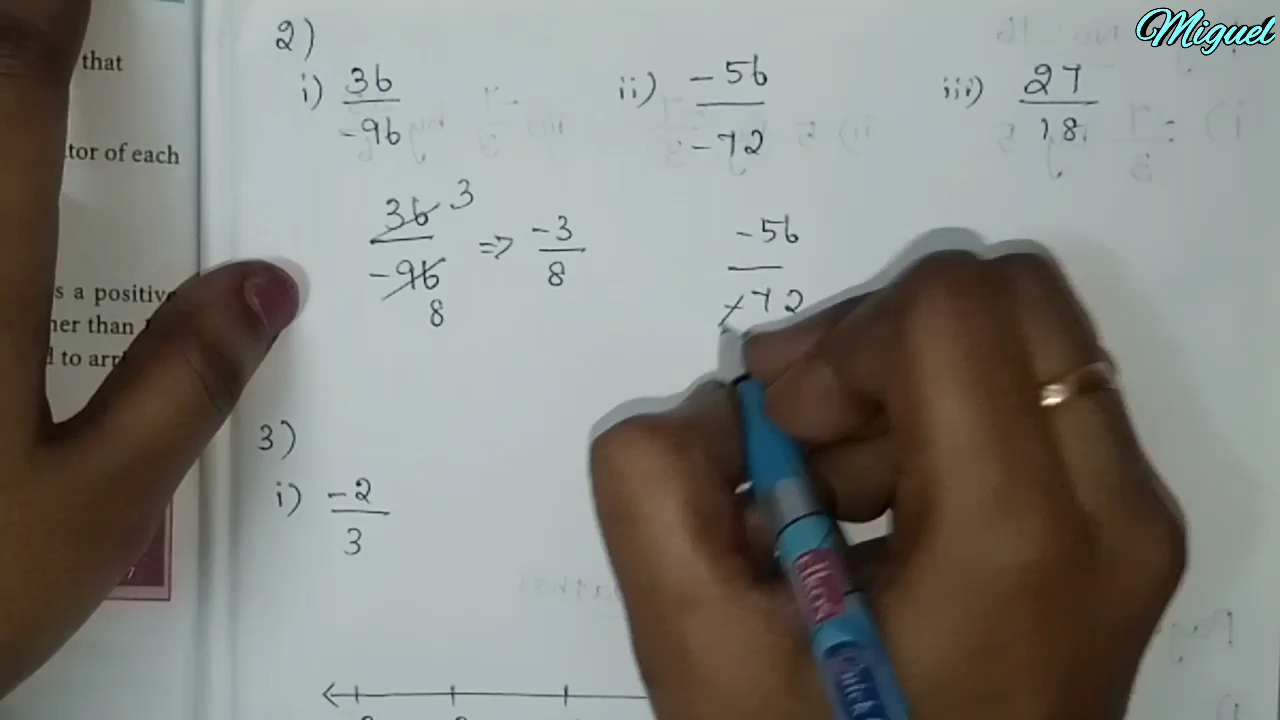 Miguel
that
tor of each
s a positive
her than
d to arr
2)
i) 36/-96 ii) -56/-72 iii) 27/18
36/-96 3 8 => -3/8 -56/-72
3)
i) -2/3